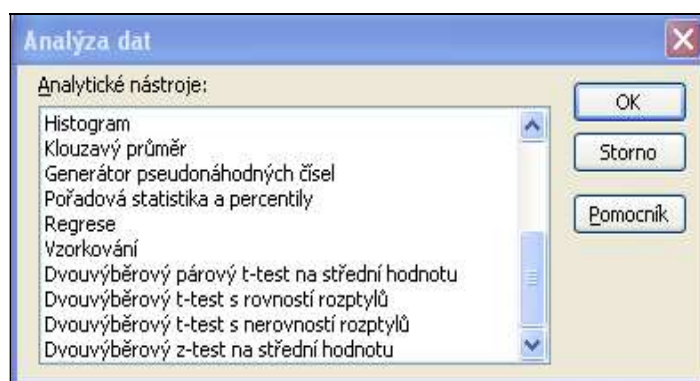 Analýza dat
Analytické nástroje:
Histogram
Klouzavý průměr
Generátor pseudonáhodných čísel
Pořadová statistika a percentily
Regrese
Vzorkování
Dvouvýběrový párový t-test na střední hodnotu
Dvouvýběrový t-test s rovností rozptylů
Dvouvýběrový t-test s nerovností rozptylů
Dvouvýběrový z-test na střední hodnotu
OK
Storno
Pomocník